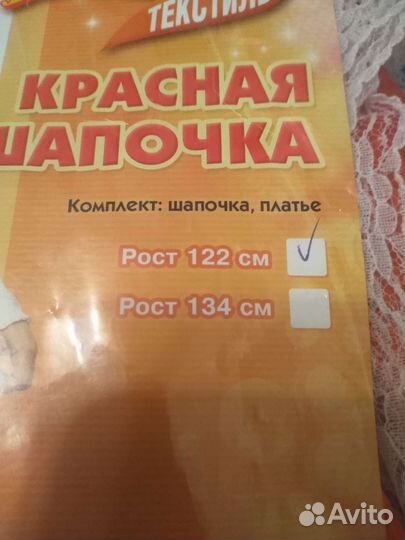 ТЕКСТИЛЬ
КРАСНАЯ
ШАПОЧКА
Комплект: шапочка, платье
Рост 122 см
Рост 134 см
Avito